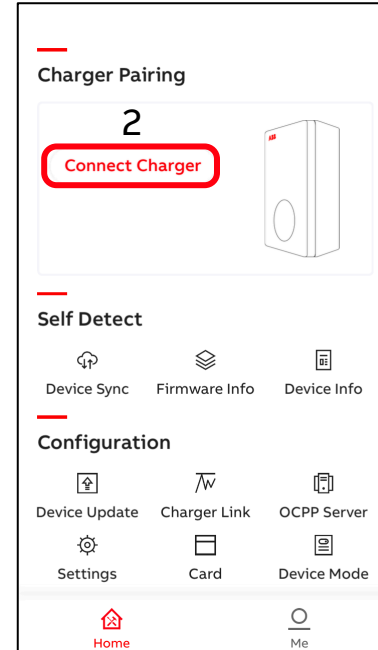 Charger Pairing
2
Connect Charger
ABB
Self Detect
Device Sync Firmware Info Device Info
Configuration
Device Update Charger Link OCPP Server
Settings Card Device Mode
Home Me